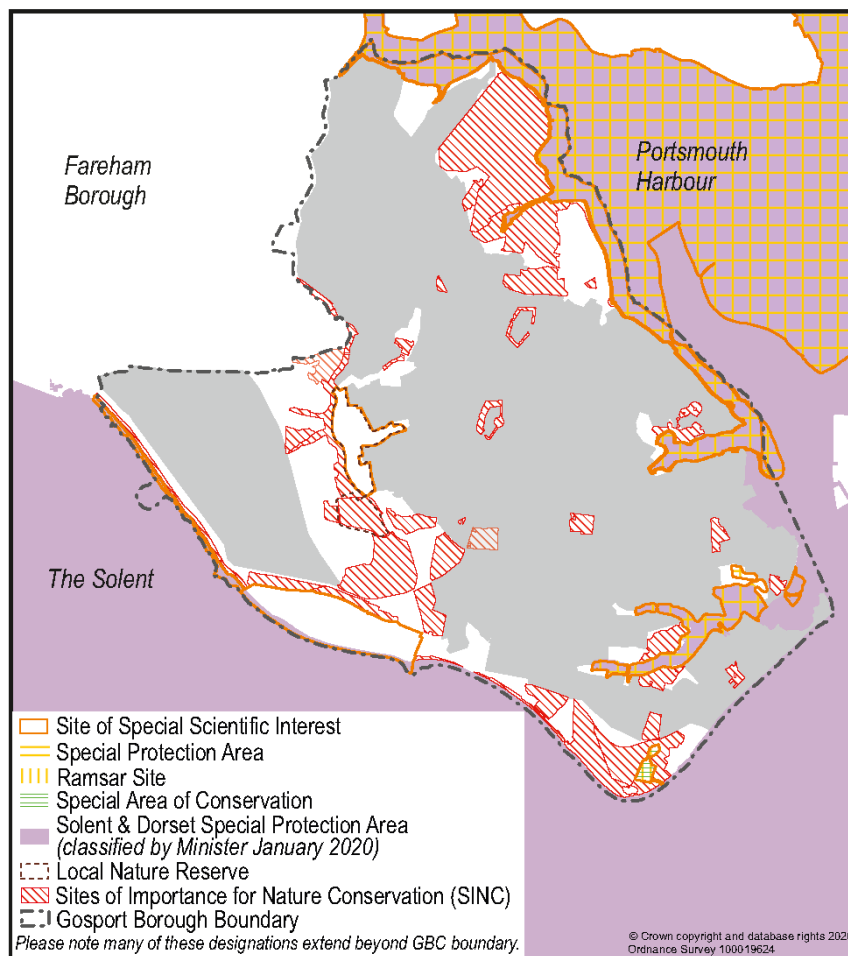 Fareham
Borough
Portsmouth
Harbour
The Solent
Site of Special Scientific Interest
Special Protection Area
Ramsar Site
Special Area of Conservation
Solent & Dorset Special Protection Area
(classified by Minister January 2020)
Local Nature Reserve
Sites of Importance for Nature Conservation (SINC)
Gosport Borough Boundary
Please note many of these designations extend beyond GBC boundary.
© Crown copyright and database rights 2020
Ordnance Survey 100019624